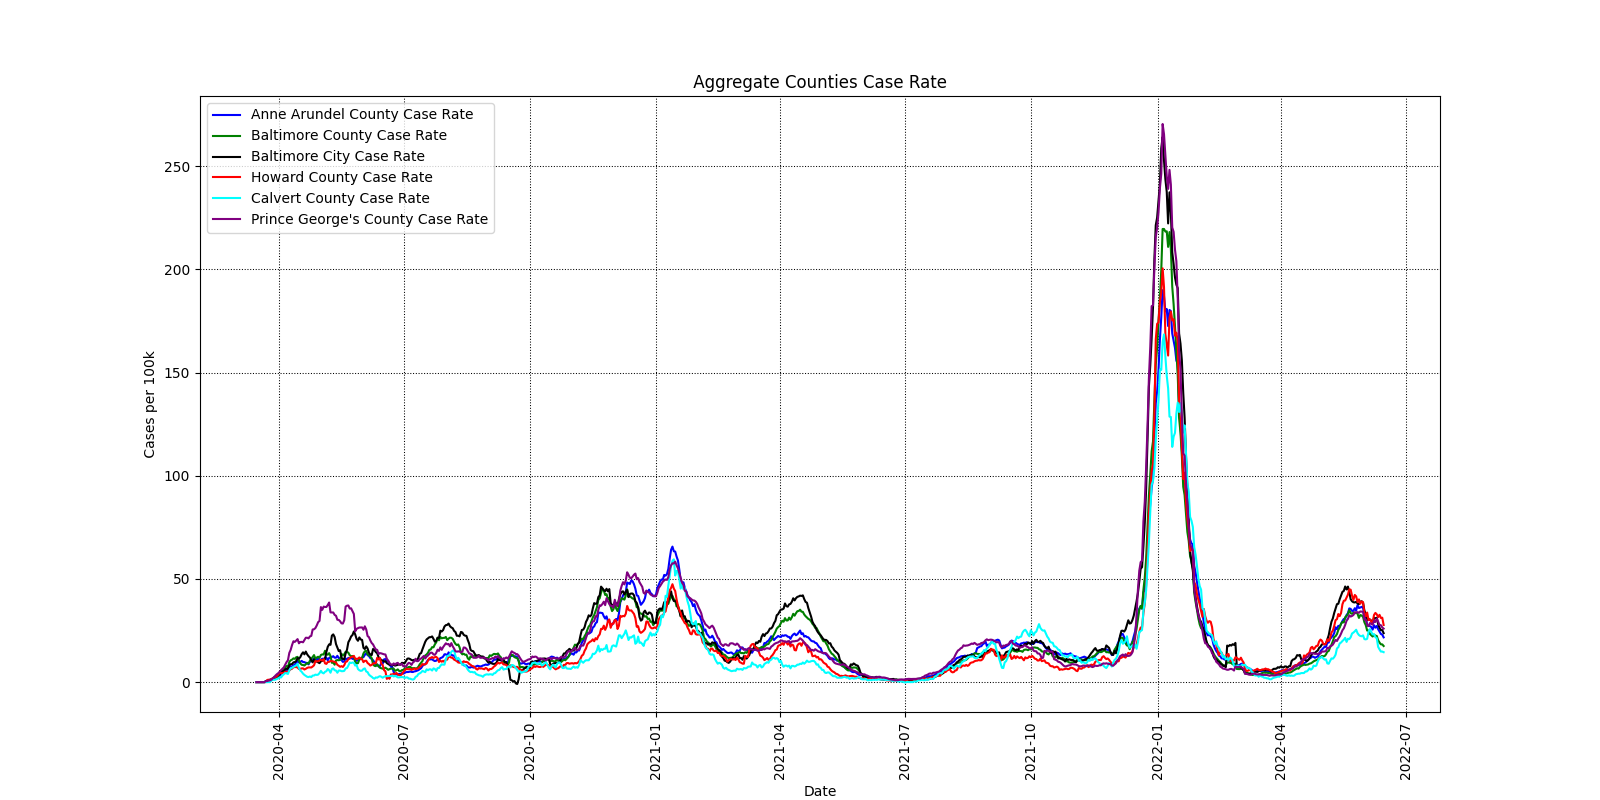 Aggregate Counties Case Rate
Anne Arundel County Case Rate
Baltimore County Case Rate
Baltimore City Case Rate
Howard County Case Rate
Calvert County Case Rate
Prince George's County Case Rate
Cases per 100k
250
200
150
100
50
0
2020-04
2020-07
2020-10
2021-01
2021-04
2021-07
2021-10
2022-01
2022-04
2022-07
Date